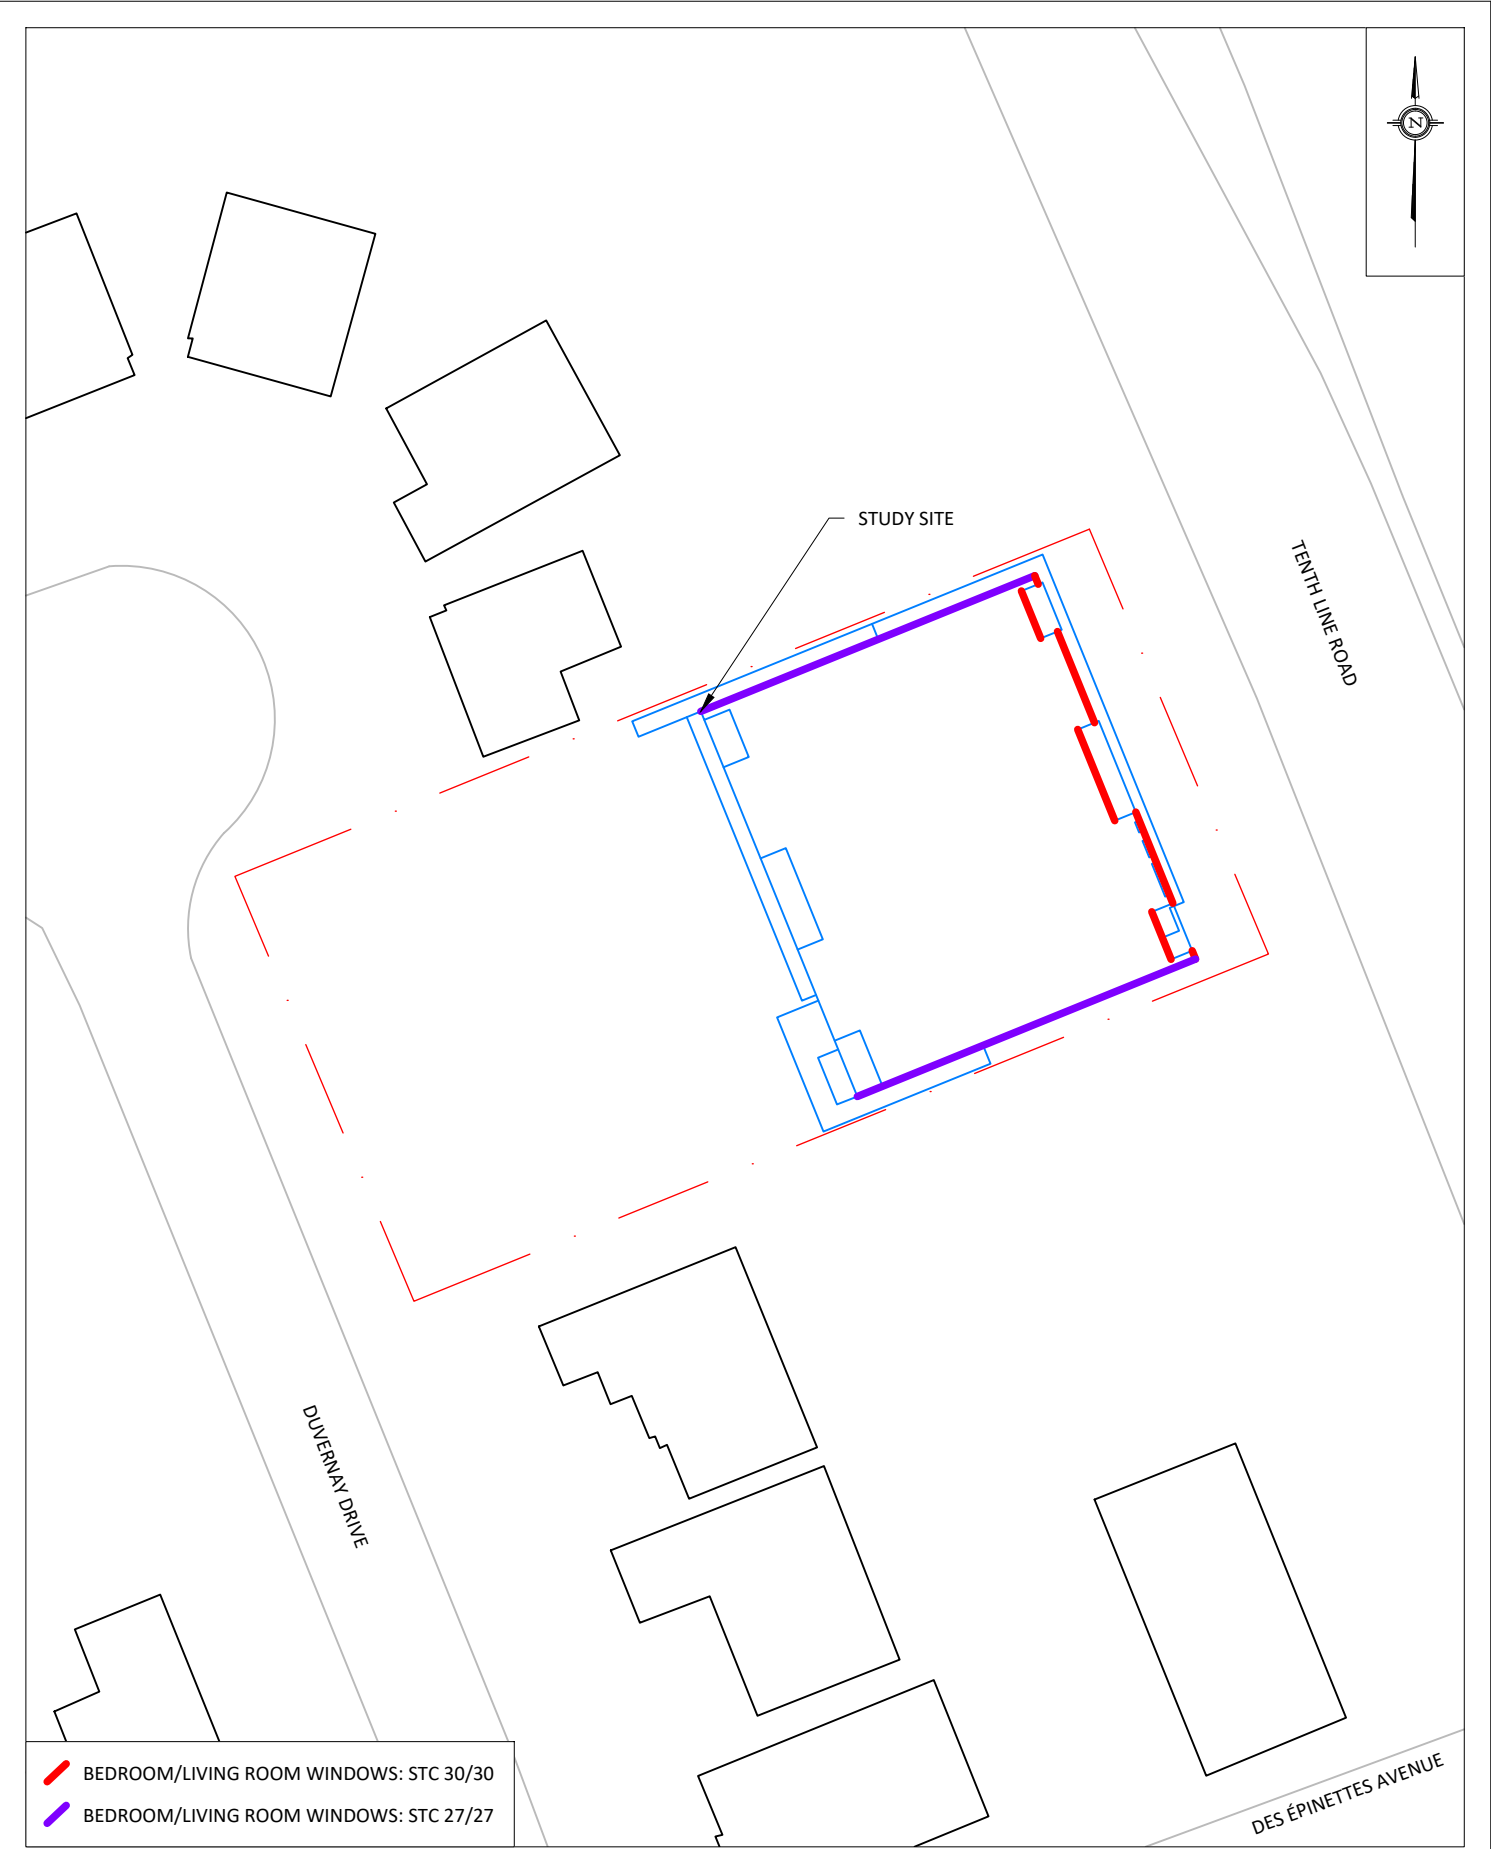 N
STUDY SITE
TENTH LINE ROAD
DUVERNAY DRIVE
BEDROOM/LIVING ROOM WINDOWS: STC 30/30
BEDROOM/LIVING ROOM WINDOWS: STC 27/27
DES ÉPINETTES AVENUE